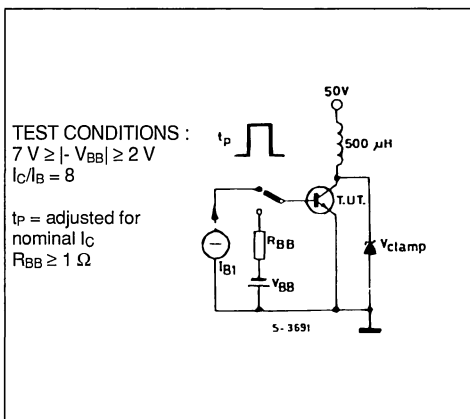 TEST CONDITIONS :
7 V ≥ |- VBB| ≥ 2 V
IC/IB = 8
tP = adjusted for
nominal IC
RBB ≥ 1 Ω
tp
50V
500 µH
T.U.T.
RBB
IB1
VBB
Vclamp
5-3691